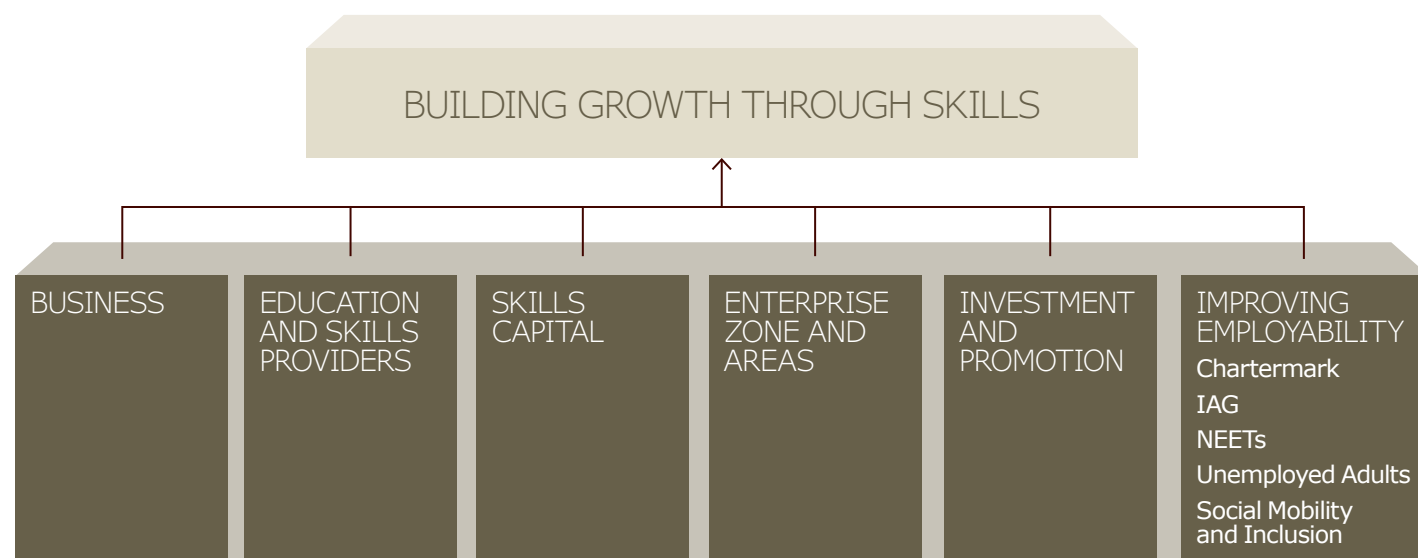 BUILDING GROWTH THROUGH SKILLS
BUSINESS
EDUCATION
AND SKILLS
PROVIDERS
SKILLS
CAPITAL
ENTERPRISE
ZONE AND
AREAS
INVESTMENT
AND
PROMOTION
IMPROVING
EMPLOYABILITY
Chartermark
IAG
NEETs
Unemployed Adults
Social Mobility
and Inclusion